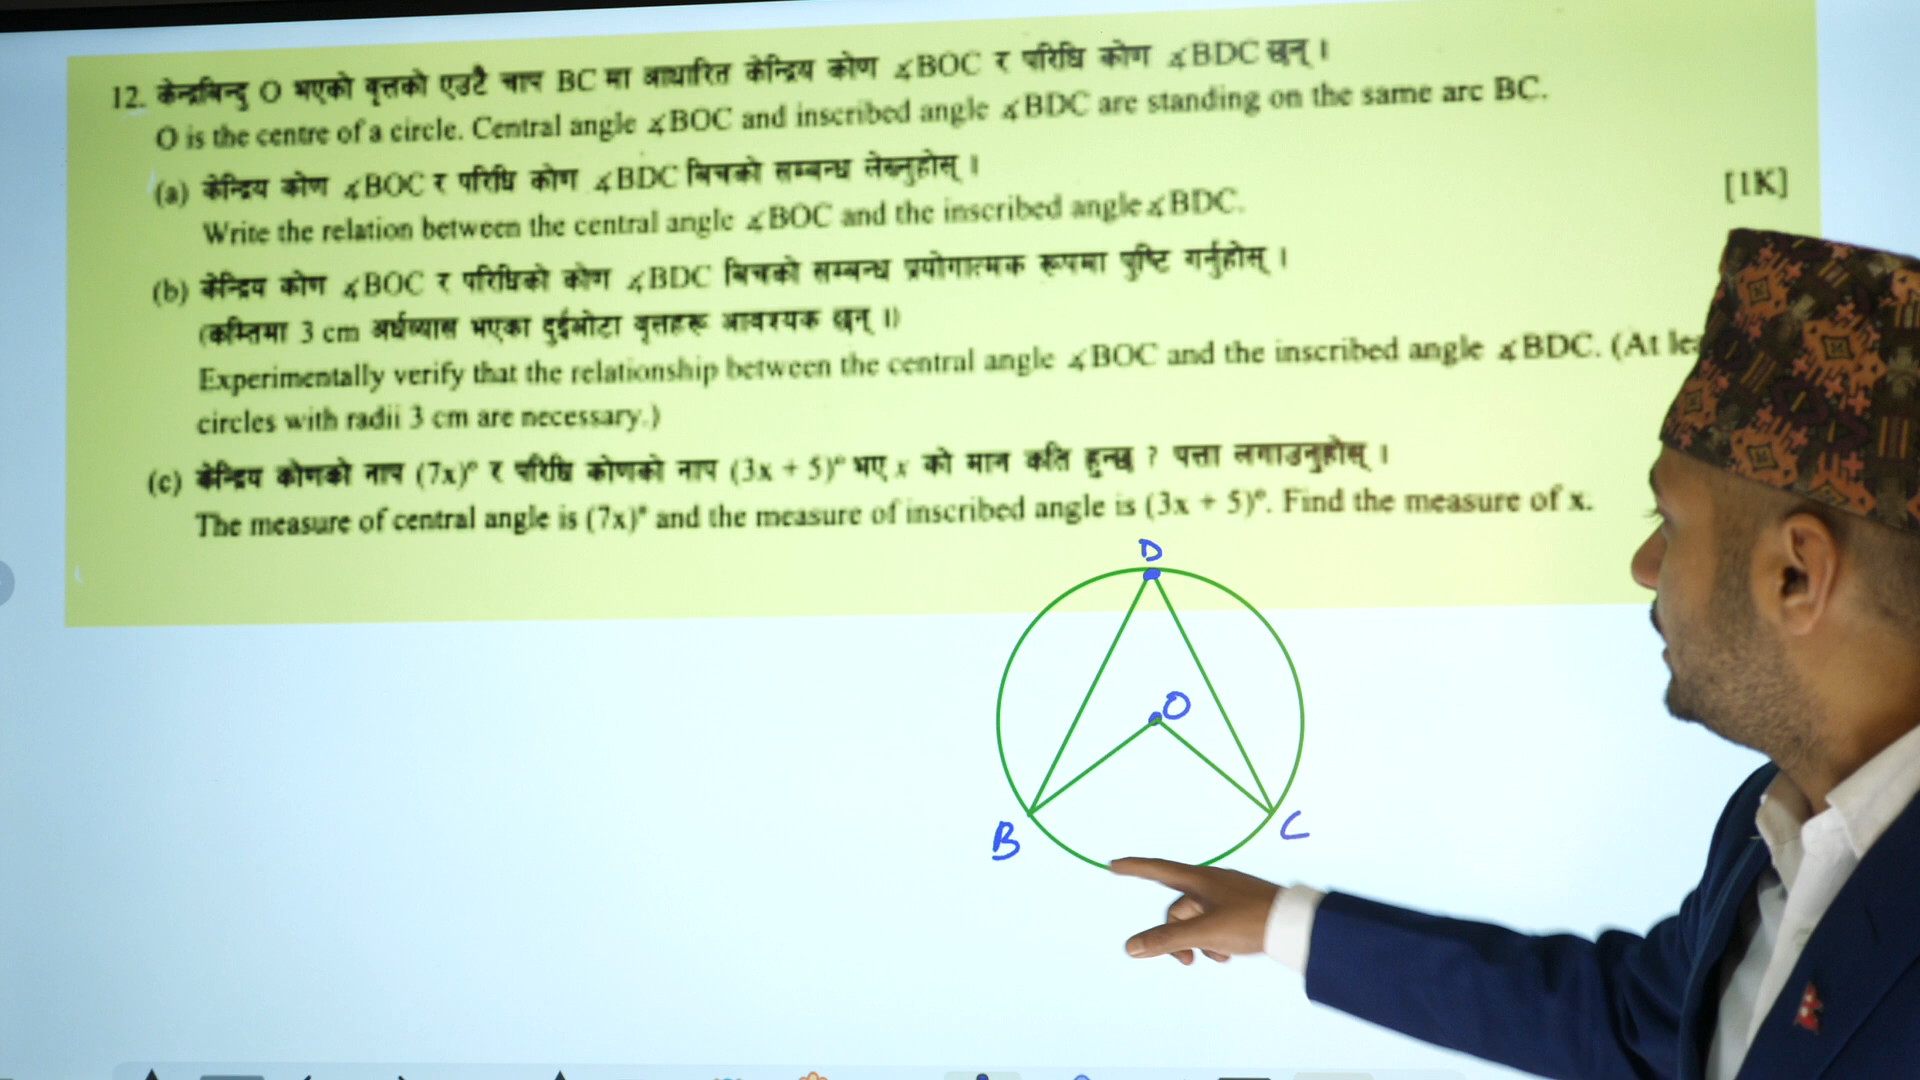 12. केन्द्रबिन्दु O भएको वृत्तको एउटै चाप BC मा आधारित केन्द्रिय कोण ∡BOC र परिधि कोण ∡BDC छन् ।
O is the centre of a circle. Central angle ∡BOC and inscribed angle ∡BDC are standing on the same arc BC.
(a) केन्द्रिय कोण ∡BOC र परिधि कोण ∡BDC बिचको सम्बन्ध लेख्नुहोस् ।
[1K]
Write the relation between the central angle ∡BOC and the inscribed angle ∡BDC.
(b) केन्द्रिय कोण ∡BOC र परिधिको कोण ∡BDC बिचको सम्बन्ध प्रयोगात्मक रूपमा पुष्टि गर्नुहोस् ।
(कम्तिमा 3 cm अर्धव्यास भएका दुईओटा वृत्तहरू आवश्यक छन् ।)
Experimentally verify that the relationship between the central angle ∡BOC and the inscribed angle ∡BDC. (At
circles with radii 3 cm are necessary.)
(c) केन्द्रिय कोणको नाप (7x)° र परिधि कोणको नाप (3x + 5)° भए x को मान कति हुन्छ ? पत्ता लगाउनुहोस् ।
The measure of central angle is (7x)° and the measure of inscribed angle is (3x + 5)°. Find the measure of x.
D
O
B
C